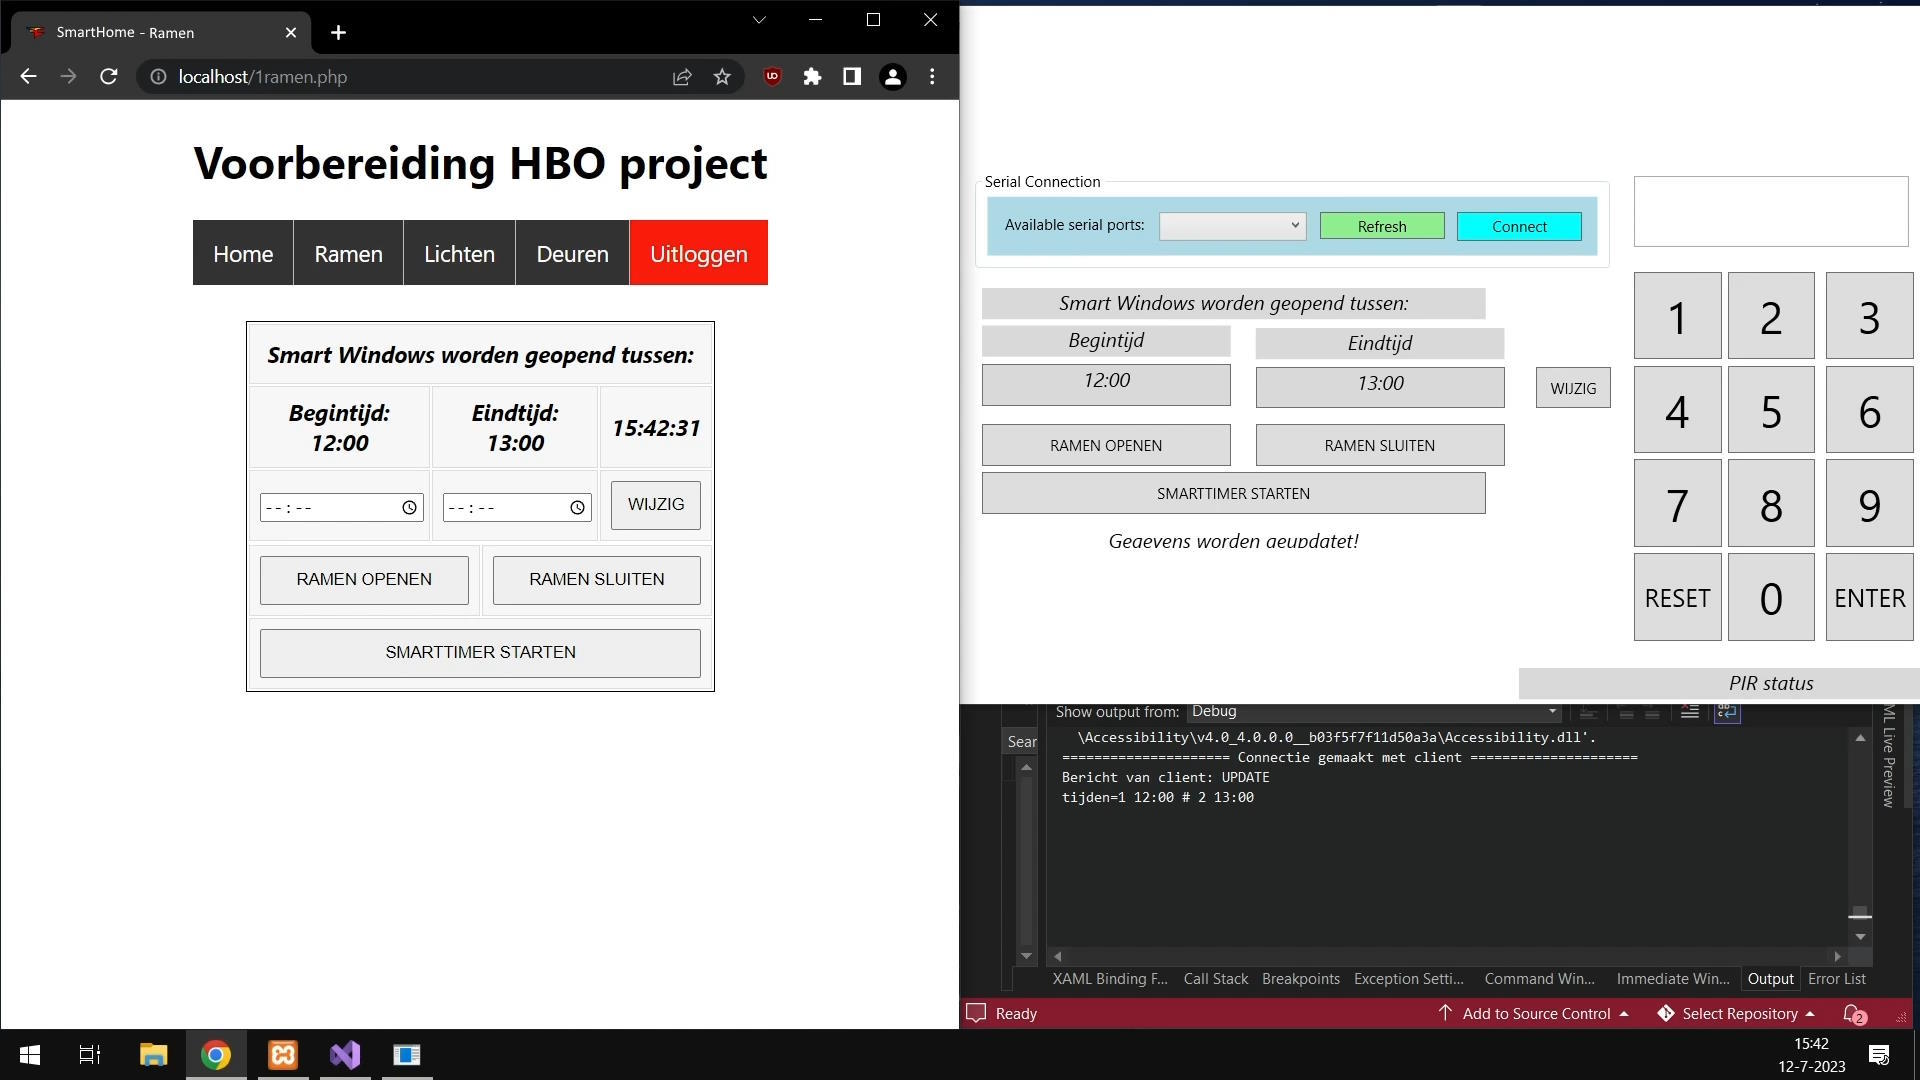 SmartHome - Ramen
localhost/1ramen.php
Voorbereiding HBO project
Home
Ramen
Lichten
Deuren
Uitloggen
Smart Windows worden geopend tussen:
Begintijd:
12:00
Eindtijd:
13:00
15:42:31
--:--
--:--
WIJZIG
RAMEN OPENEN
RAMEN SLUITEN
SMARTTIMER STARTEN
Serial Connection
Available serial ports:
Refresh
Connect
Smart Windows worden geopend tussen:
Begintijd
Eindtijd
12:00
13:00
WIJZIG
RAMEN OPENEN
RAMEN SLUITEN
SMARTTIMER STARTEN
Gegevens worden geupdatet!
1
2
3
4
5
6
7
8
9
RESET
0
ENTER
PIR status
Show output from:
Debug
Sear
\Accessibility\v4.0_4.0.0.0__b03f5f7f11d50a3a\Accessibility.dll'.
===================== Connectie gemaakt met client =====================
Bericht van client: UPDATE
tijden=1 12:00 # 2 13:00
ML Live Preview
XAML Binding F...
Call Stack
Breakpoints
Exception Setti...
Command Win...
Immediate Win...
Output
Error List
Ready
Add to Source Control
Select Repository
2
15:42
12-7-2023